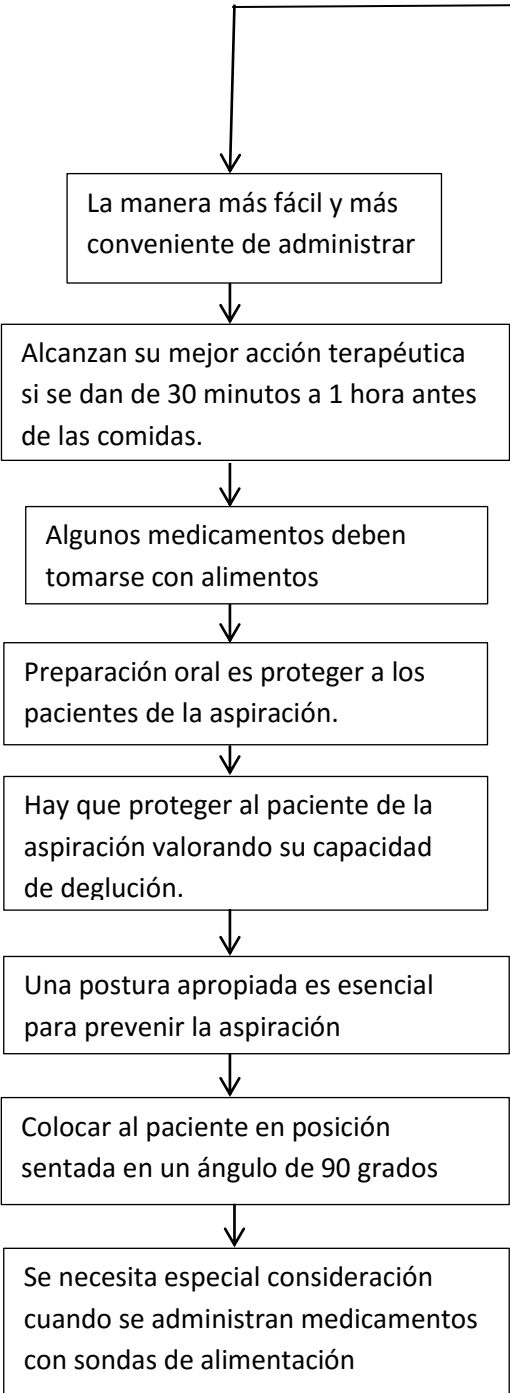 La manera más fácil y más
conveniente de administrar
Alcanzan su mejor acción terapéutica
si se dan de 30 minutos a 1 hora antes
de las comidas.
Algunos medicamentos deben
tomarse con alimentos
Preparación oral es proteger a los
pacientes de la aspiración.
Hay que proteger al paciente de la
aspiración valorando su capacidad
de deglución.
Una postura apropiada es esencial
para prevenir la aspiración
Colocar al paciente en posición
sentada en un ángulo de 90 grados
Se necesita especial consideración
cuando se administran medicamentos
con sondas de alimentación